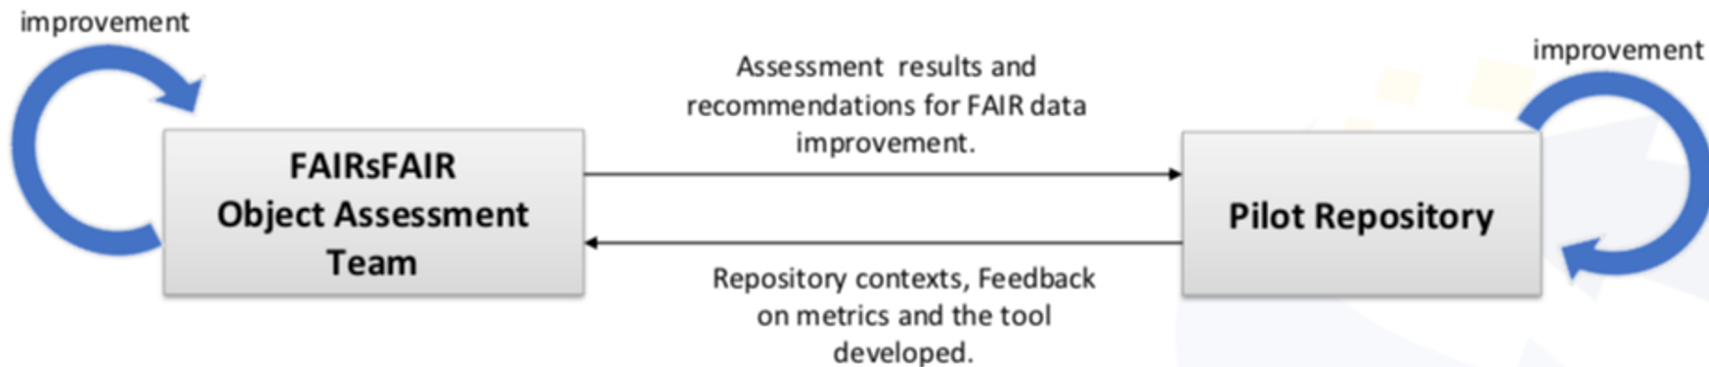 improvement
improvement
Assessment results and
recommendations for FAIR data
improvement.
FAIRsFAIR
Object Assessment
Team
Pilot Repository
Repository contexts, Feedback
on metrics and the tool
developed.